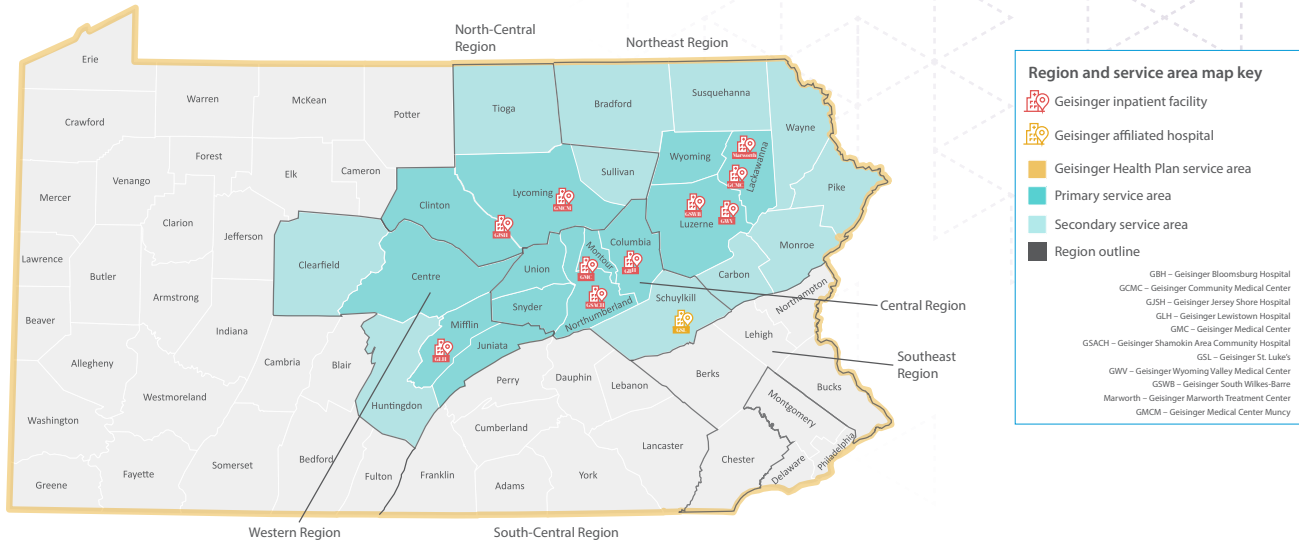 North-Central
Region
Northeast Region
Erie
Warren
McKean
Potter
Tioga
Bradford
Susquehanna
Wayne
Crawford
Forest
Elk
Cameron
Clinton
Lycoming
Sullivan
Wyoming
Lackawanna
Pike
Mercer
Venango
Clarion
Jefferson
Clearfield
Centre
Union
Montour
Columbia
Luzerne
Monroe
Carbon
Lawrence
Butler
Armstrong
Snyder
Northumberland
Schuylkill
Northampton
Beaver
Indiana
Mifflin
Juniata
Lehigh
Allegheny
Cambria
Blair
Huntingdon
Perry
Dauphin
Lebanon
Berks
Bucks
Westmoreland
Washington
Cumberland
Lancaster
Montgomery
Chester
Delaware
Philadelphia
Greene
Fayette
Somerset
Bedford
Fulton
Franklin
Adams
York
Marworth
GCMC
GMCM
GJSH
GSWB
GWV
GMC
GBH
GSACH
GSL
GLH
Central Region
Southeast
Region
Western Region
South-Central Region
Region and service area map key
Geisinger inpatient facility
Geisinger affiliated hospital
Geisinger Health Plan service area
Primary service area
Secondary service area
Region outline
GBH – Geisinger Bloomsburg Hospital
GCMC – Geisinger Community Medical Center
GJSH – Geisinger Jersey Shore Hospital
GLH – Geisinger Lewistown Hospital
GMC – Geisinger Medical Center
GSACH – Geisinger Shamokin Area Community Hospital
GSL – Geisinger St. Luke's
GWV – Geisinger Wyoming Valley Medical Center
GSWB – Geisinger South Wilkes-Barre
Marworth – Geisinger Marworth Treatment Center
GMCM – Geisinger Medical Center Muncy